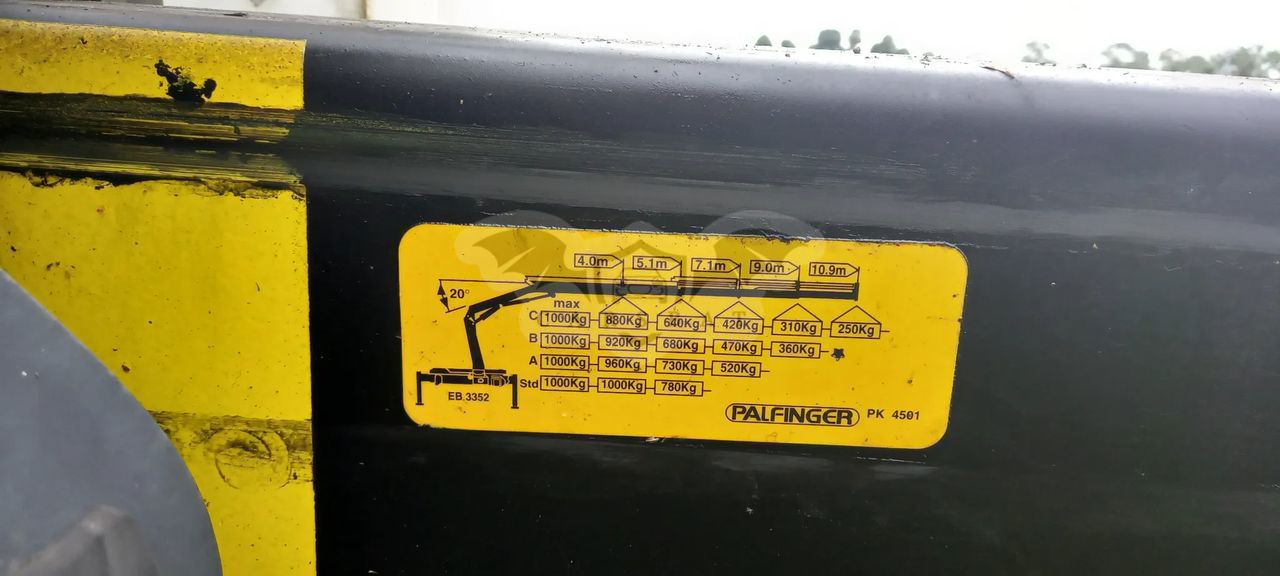 4.0m 5.1m 7.1m 9.0m 10.9m
20°
max
C 1000Kg 880Kg 640Kg 420Kg 310Kg 250Kg
B 1000Kg 920Kg 680Kg 470Kg 360Kg
A 1000Kg 960Kg 730Kg 520Kg
Std 1000Kg 1000Kg 780Kg
EB 3352
PALFINGER PK 4501